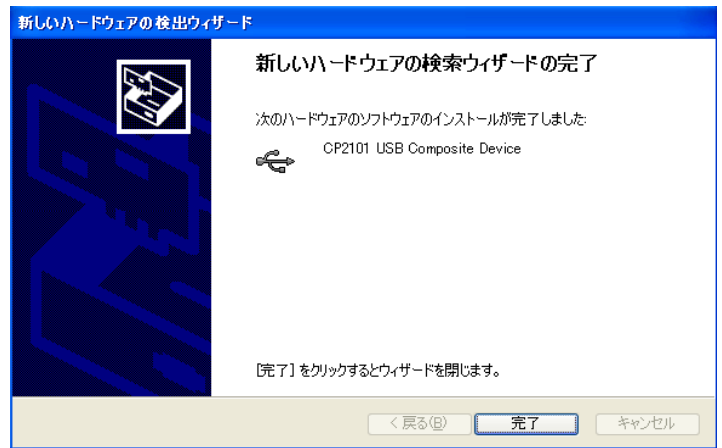 新しいハードウェアの検出ウィザード
新しいハードウェアの検索ウィザードの完了
次のハードウェアのソフトウェアのインストールが完了しました:
CP2101 USB Composite Device
[完了] をクリックするとウィザードを閉じます。
< 戻る(B) 完了 キャンセル